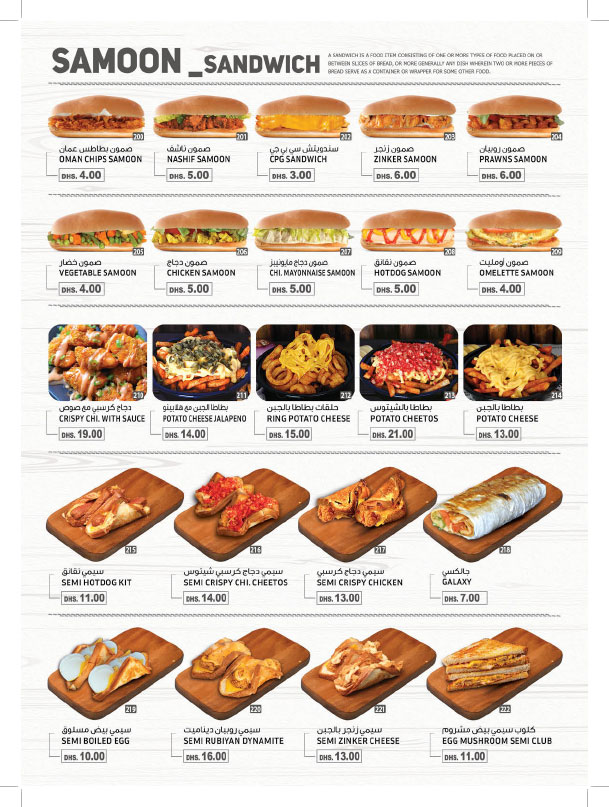 SAMOON _SANDWICH
A SANDWICH IS A FOOD ITEM CONSISTING OF ONE OR MORE TYPES OF FOOD PLACED ON OR
BETWEEN SLICES OF BREAD, OR MORE GENERALLY ANY DISH WHEREIN TWO OR MORE PIECES OF
BREAD SERVE AS A CONTAINER OR WRAPPER FOR SOME OTHER FOOD.
200 201 202 203 204
صمون بطاطس عمان
OMAN CHIPS SAMOON
DHS. 4.00
صمون ناشف
NASHIF SAMOON
DHS. 5.00
سندويتش سي بي جي
CPG SANDWICH
DHS. 3.00
صمون زنجر
ZINKER SAMOON
DHS. 6.00
صمون روبيان
PRAWNS SAMOON
DHS. 6.00
205 206 207 208 209
صمون خضار
VEGETABLE SAMOON
DHS. 4.00
صمون دجاج
CHICKEN SAMOON
DHS. 5.00
صمون دجاج مايونييز
CHI. MAYONNAISE SAMOON
DHS. 5.00
صمون نقانق
HOTDOG SAMOON
DHS. 5.00
صمون أومليت
OMELETTE SAMOON
DHS. 4.00
210 211 212 213 214
دجاج كرسبي مع صوص
CRISPY CHI. WITH SAUCE
DHS. 19.00
بطاطا الجبن مع هلابينو
POTATO CHEESE JALAPENO
DHS. 14.00
حلقات بطاطا بالجبن
RING POTATO CHEESE
DHS. 15.00
بطاطا بالشيتوس
POTATO CHEETOS
DHS. 21.00
بطاطا بالجبن
POTATO CHEESE
DHS. 13.00
215 216 217 218
سيمي نقانق
SEMI HOTDOG KIT
DHS. 11.00
سيمي دجاج كرسبي شيتوس
SEMI CRISPY CHI. CHEETOS
DHS. 14.00
سيمي دجاج كرسبي
SEMI CRISPY CHICKEN
DHS. 13.00
جالكسي
GALAXY
DHS. 7.00
219 220 221 222
سيمي بيض مسلوق
SEMI BOILED EGG
DHS. 10.00
سيمي روبيان ديناميت
SEMI RUBIYAN DYNAMITE
DHS. 16.00
سيمي زنجر بالجبن
SEMI ZINKER CHEESE
DHS. 13.00
كلوب سيمي بيض مشروم
EGG MUSHROOM SEMI CLUB
DHS. 11.00